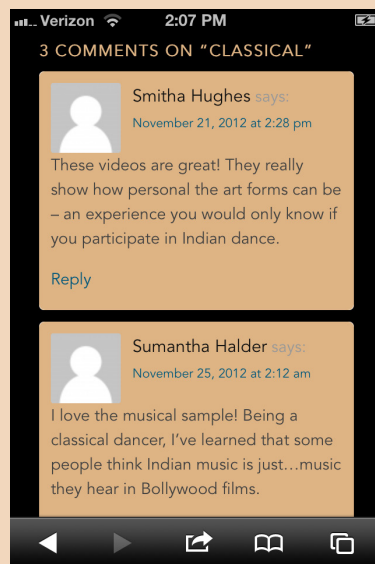 Verizon 2:07 PM
3 COMMENTS ON “CLASSICAL”
Smitha Hughes says:
November 21, 2012 at 2:28 pm
These videos are great! They really
show how personal the art forms can be
– an experience you would only know if
you participate in Indian dance.
Reply
Sumantha Halder says:
November 25, 2012 at 2:12 am
I love the musical sample! Being a
classical dancer, I’ve learned that some
people think Indian music is just…music
they hear in Bollywood films.